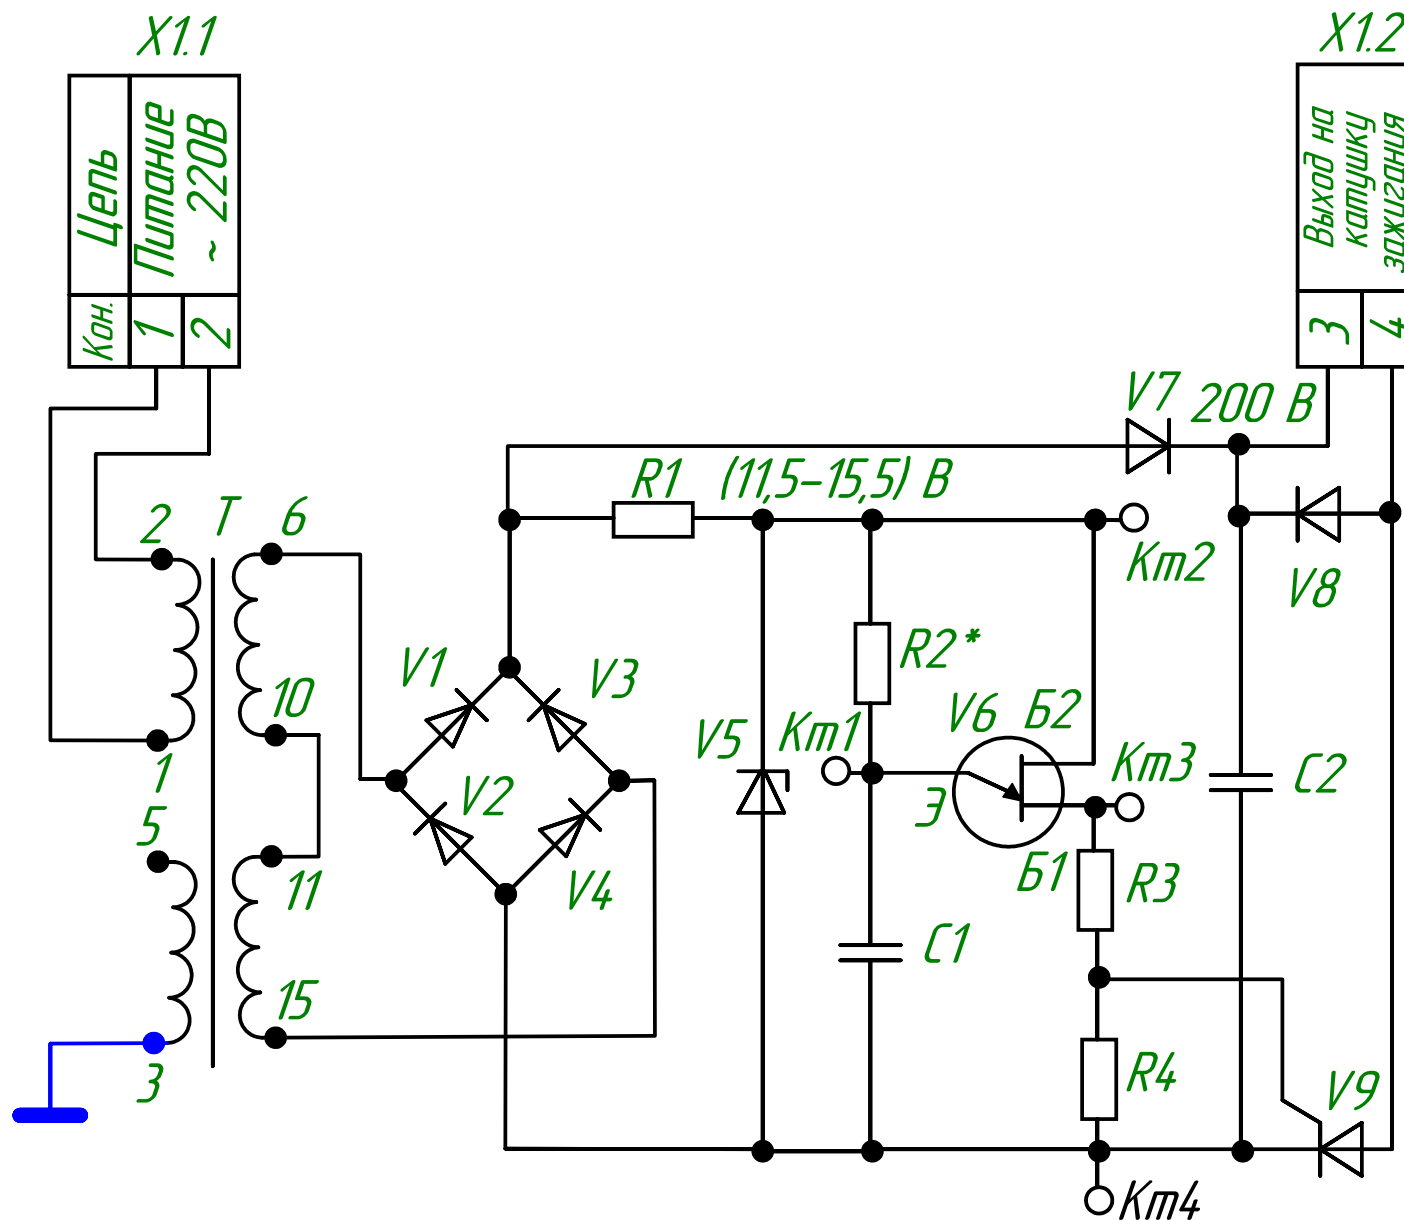 X1.1
Цепь
Питание
~ 220В
Кон.
1
2
X1.2
Выход на
катушку
зажигания
3
4
V7
200 В
R1
(11,5-15,5) В
2
T
6
Кт2
V8
V1
V3
R2*
10
V5
Кт1
V6
Б2
Кт3
1
V2
Э
C2
5
11
V4
Б1
R3
C1
15
3
R4
V9
Кт4